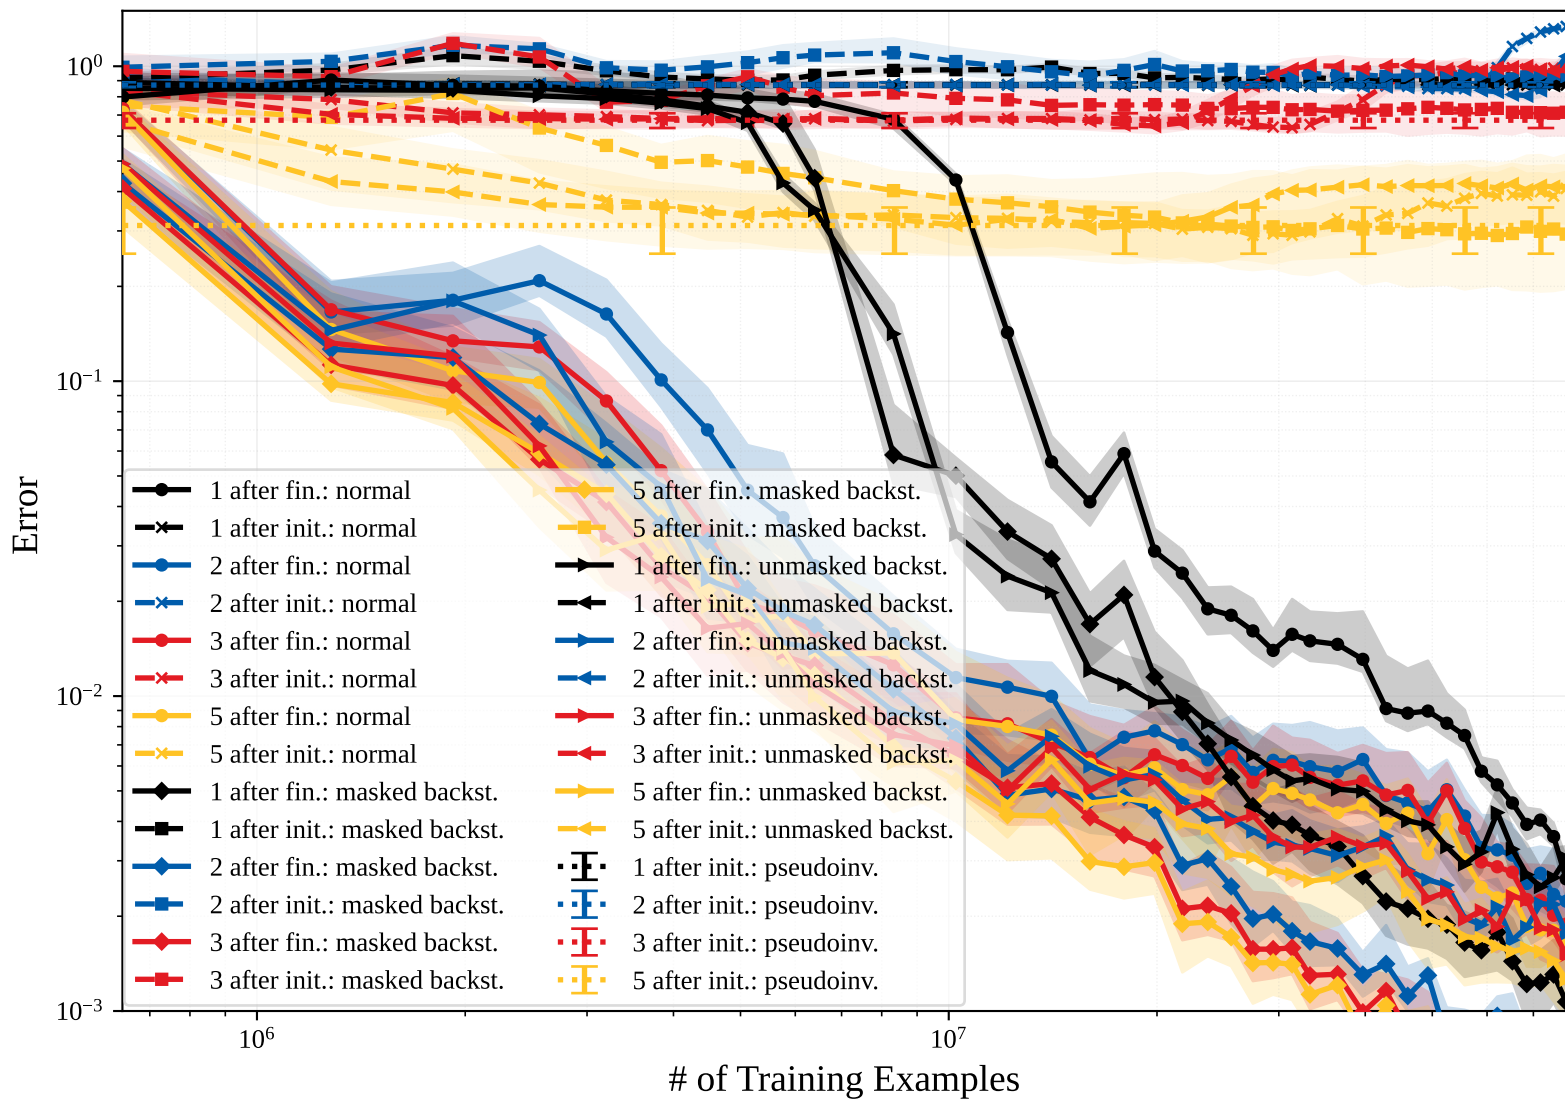 10^0
10^−1
10^−2
10^−3
Error
1 after fin.: normal
1 after init.: normal
2 after fin.: normal
2 after init.: normal
3 after fin.: normal
3 after init.: normal
5 after fin.: normal
5 after init.: normal
1 after fin.: masked backst.
1 after init.: masked backst.
2 after fin.: masked backst.
2 after init.: masked backst.
3 after fin.: masked backst.
3 after init.: masked backst.
5 after fin.: masked backst.
5 after init.: masked backst.
1 after fin.: unmasked backst.
1 after init.: unmasked backst.
2 after fin.: unmasked backst.
2 after init.: unmasked backst.
3 after fin.: unmasked backst.
3 after init.: unmasked backst.
5 after fin.: unmasked backst.
5 after init.: unmasked backst.
1 after init.: pseudoinv.
2 after init.: pseudoinv.
3 after init.: pseudoinv.
5 after init.: pseudoinv.
10^6
10^7
# of Training Examples